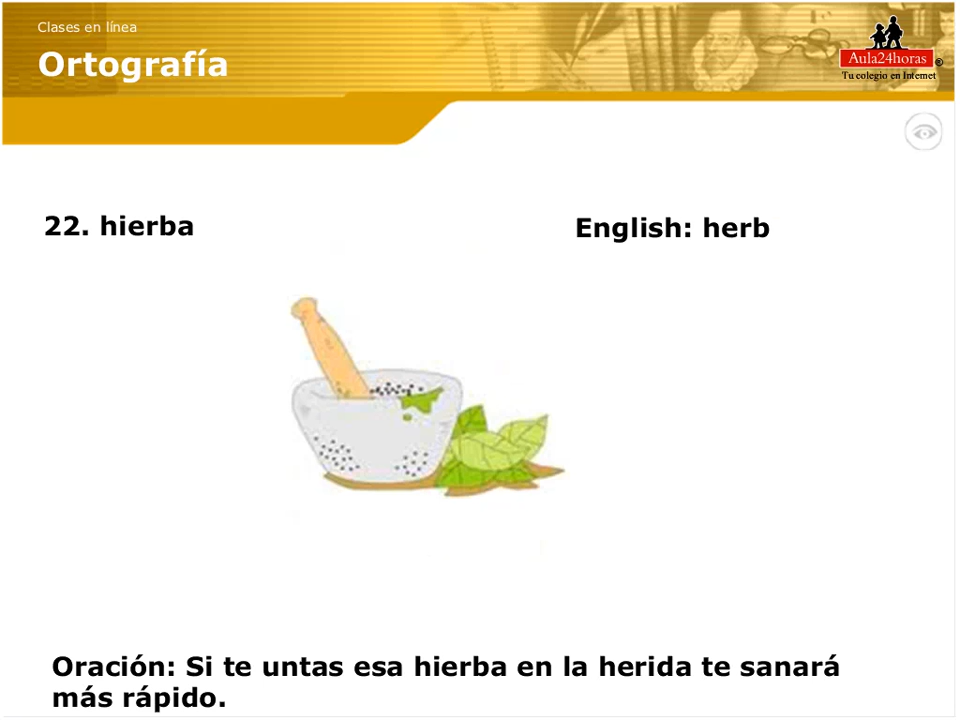 Clases en línea
Ortografía
Aula24horas
®
Tu colegio en Internet
22. hierba
English: herb
Oración: Si te untas esa hierba en la herida te sanará
más rápido.